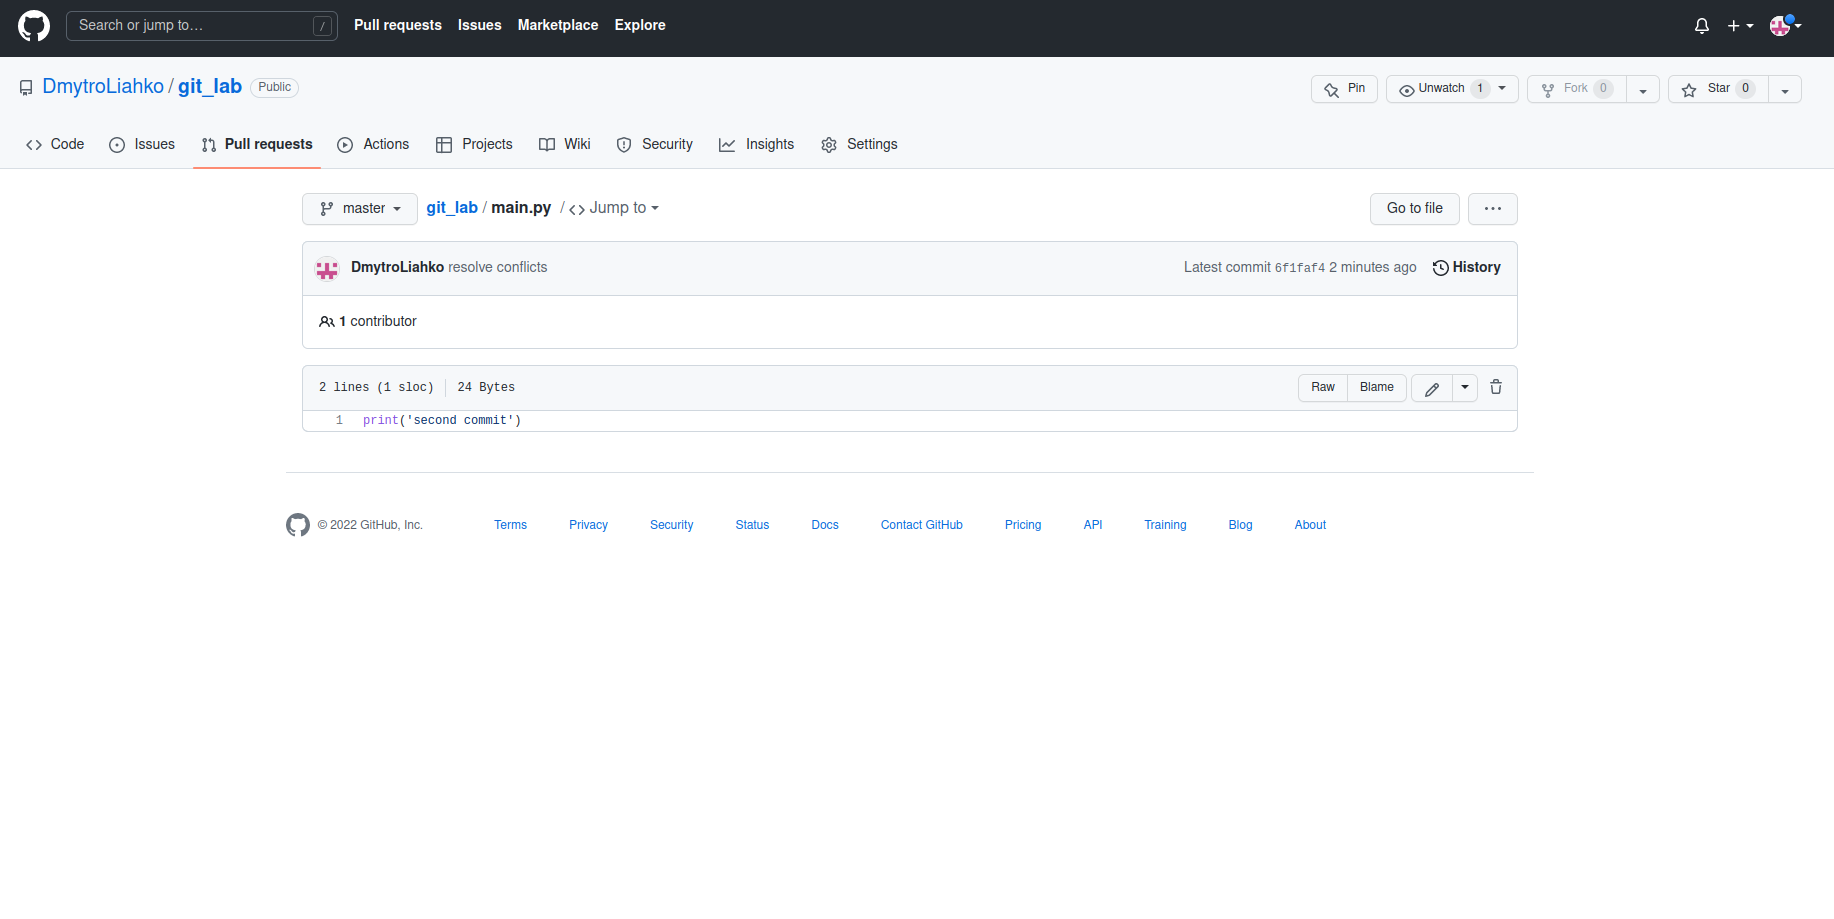 Search or jump to… / Pull requests Issues Marketplace Explore
DmytroLiahko / git_lab Public Pin Unwatch 1 Fork 0 Star 0
Code Issues Pull requests Actions Projects Wiki Security Insights Settings
master git_lab / main.py / <> Jump to Go to file ...
DmytroLiahko resolve conflicts Latest commit 6f1faf4 2 minutes ago History
1 contributor
2 lines (1 sloc) 24 Bytes Raw Blame
1 print('second commit')
© 2022 GitHub, Inc. Terms Privacy Security Status Docs Contact GitHub Pricing API Training Blog About